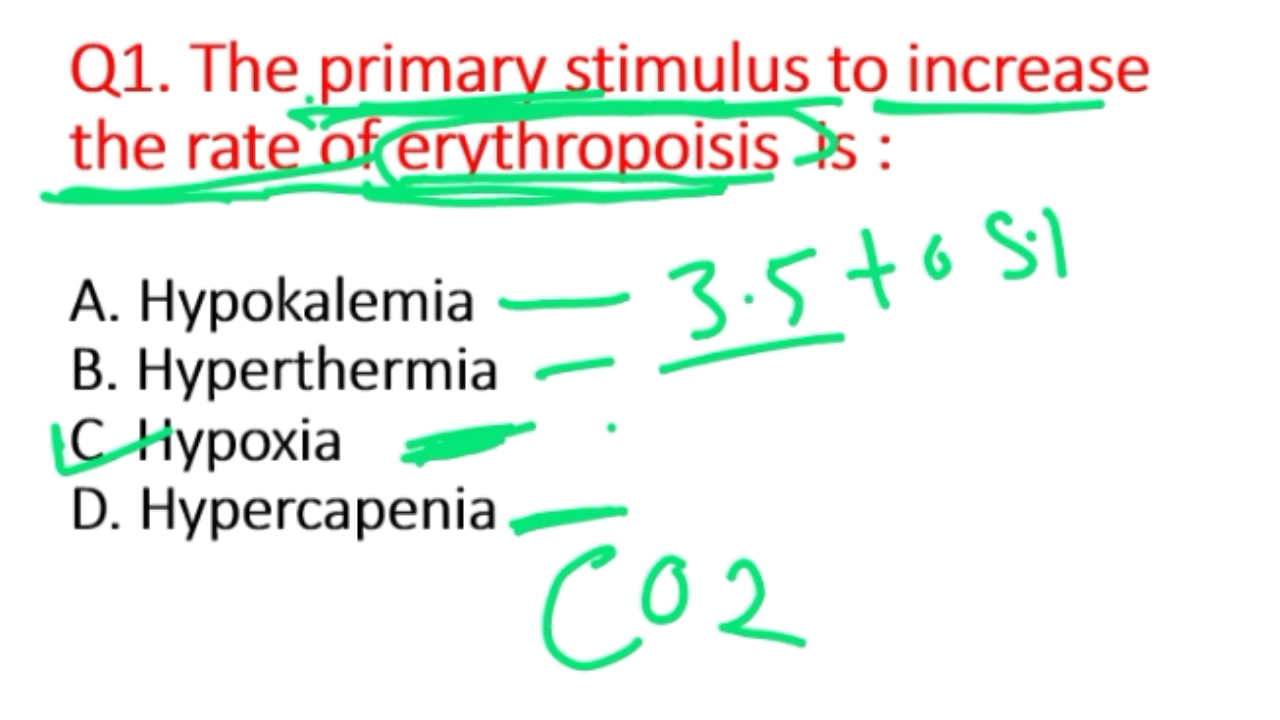 Q1. The primary stimulus to increase
the rate of erythropoisis is :
A. Hypokalemia
3.5 to 5.1
B. Hyperthermia
C Hypoxia
D. Hypercapenia
CO2